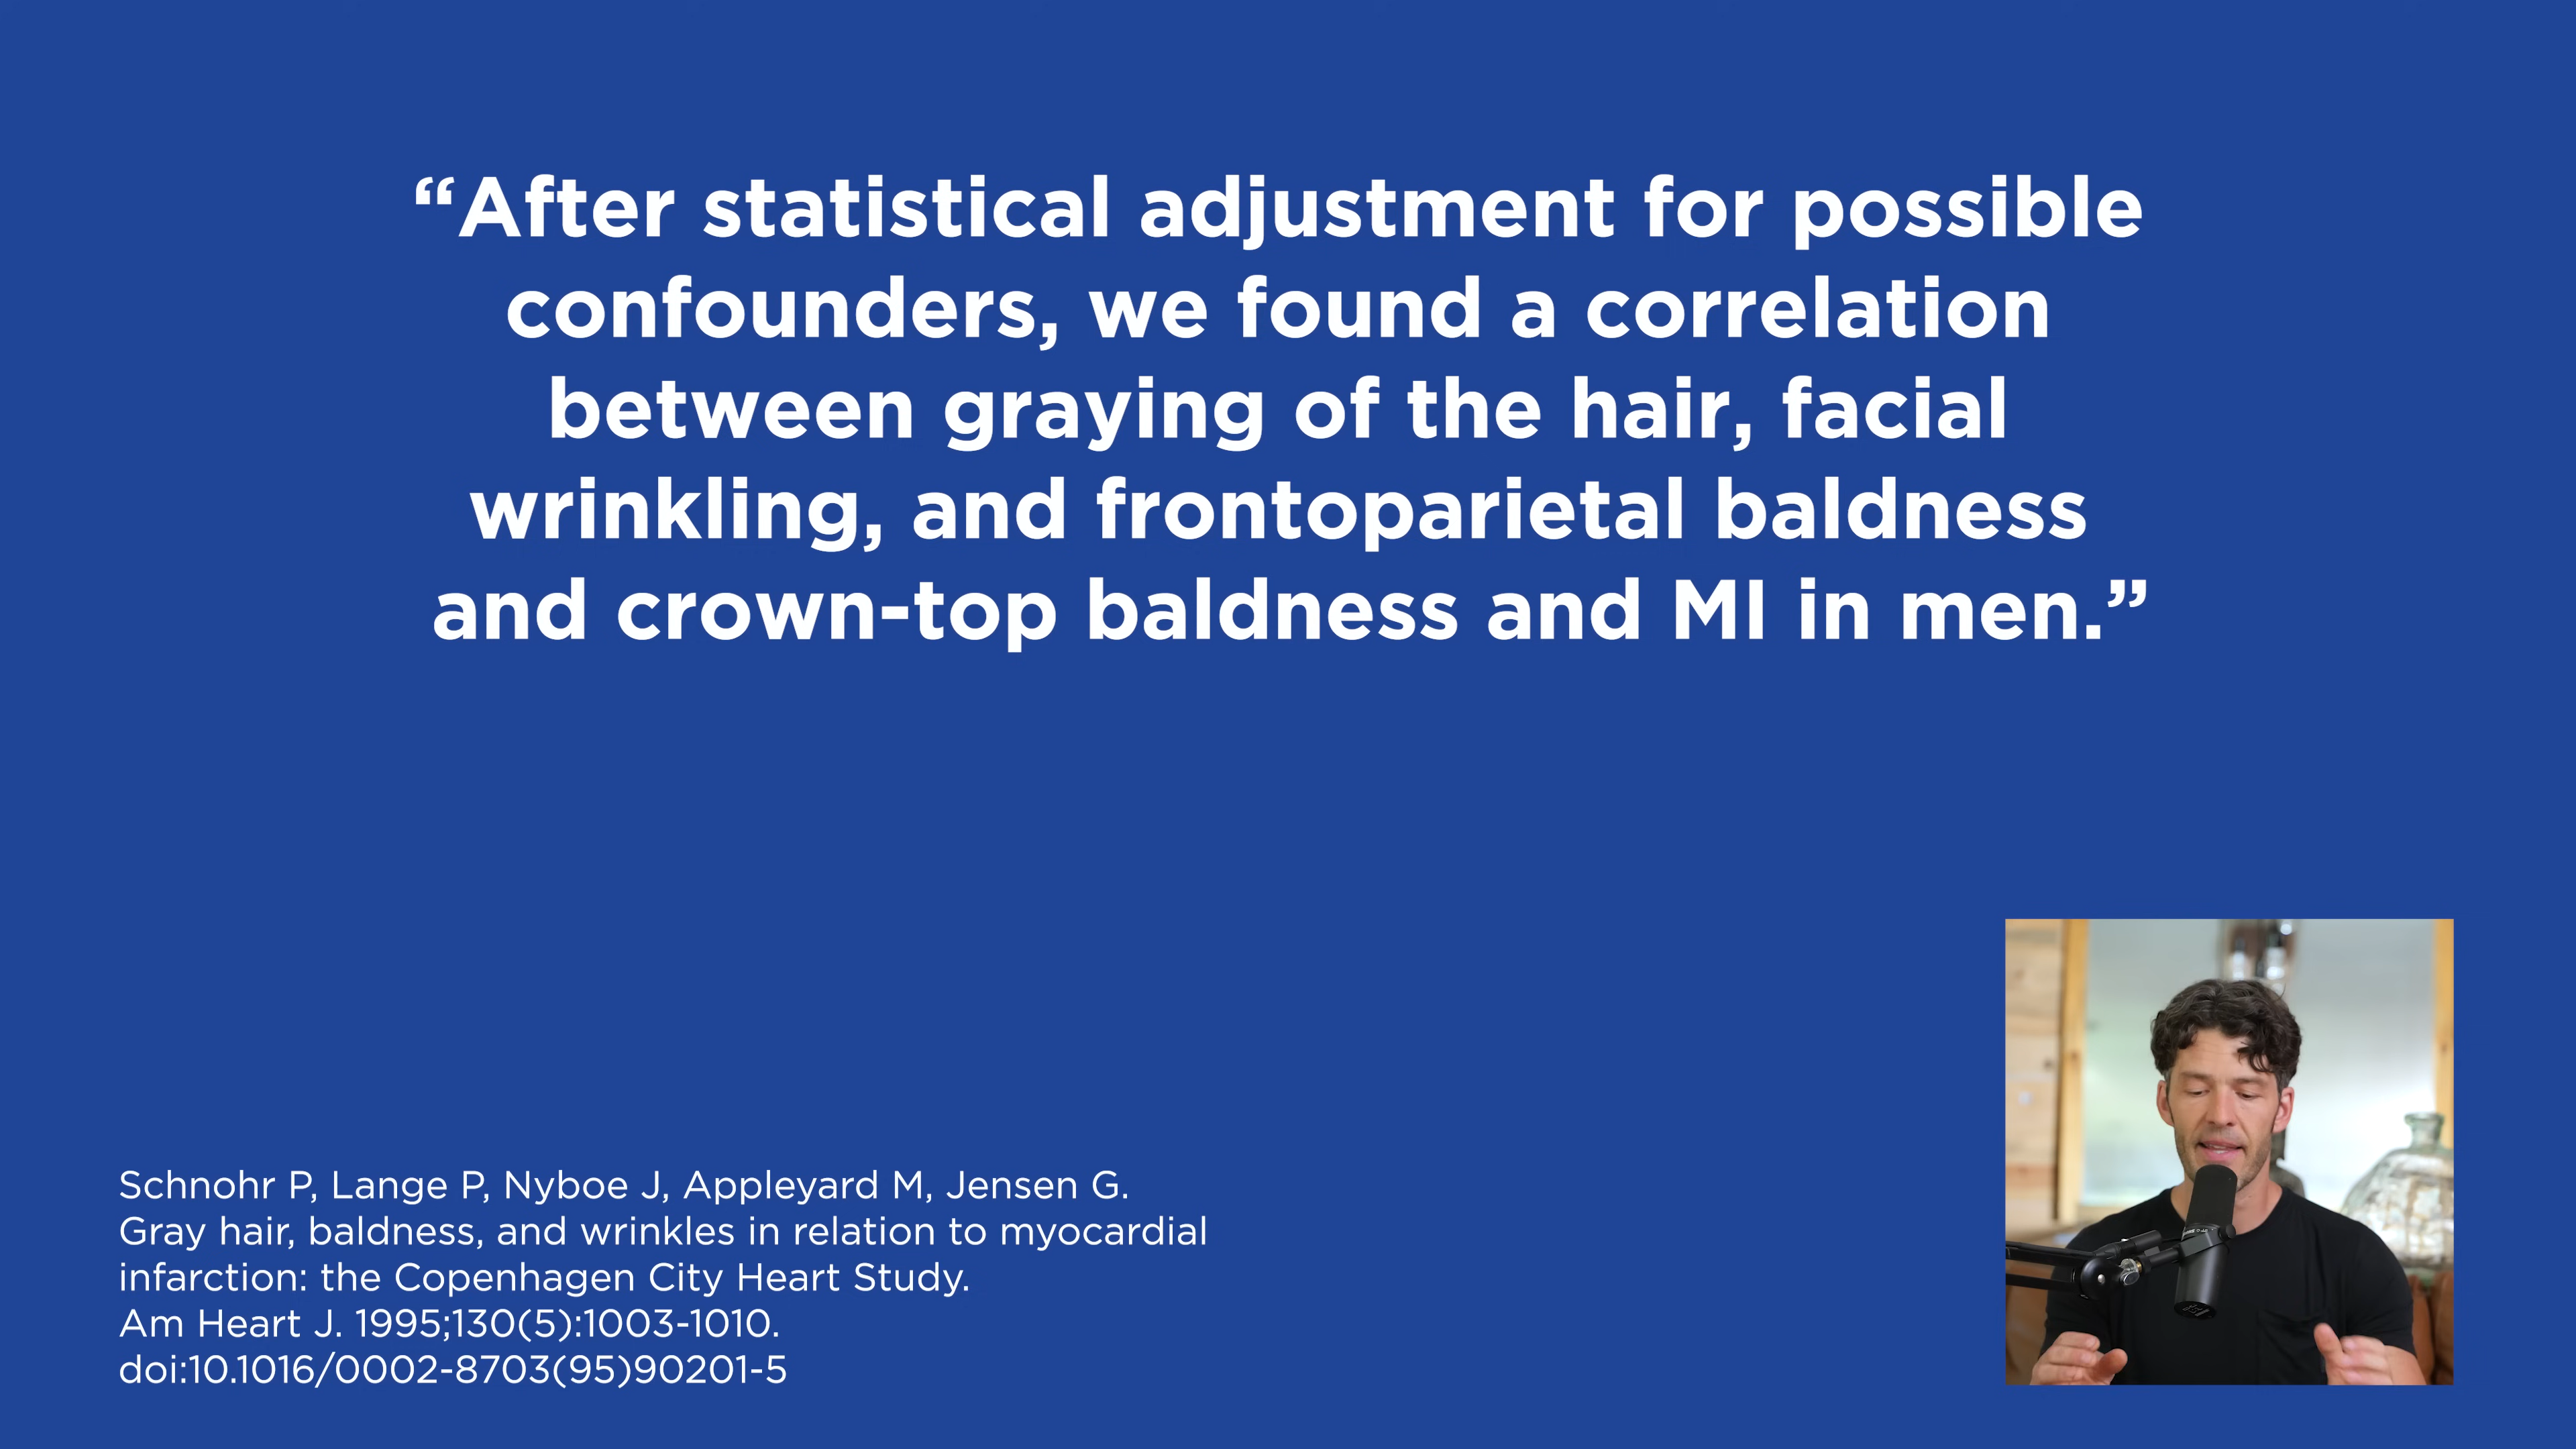 “After statistical adjustment for possible
confounders, we found a correlation
between graying of the hair, facial
wrinkling, and frontoparietal baldness
and crown-top baldness and MI in men.”
Schnohr P, Lange P, Nyboe J, Appleyard M, Jensen G.
Gray hair, baldness, and wrinkles in relation to myocardial
infarction: the Copenhagen City Heart Study.
Am Heart J. 1995;130(5):1003-1010.
doi:10.1016/0002-8703(95)90201-5